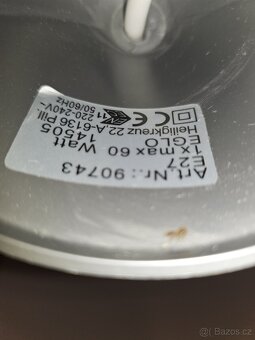 Art.Nr.: 90743
E27
1x max 60 Watt
EGLO 14505
Heiligkreuz 22,A-6136 Pill.
220-240V~
50/60Hz
© Bazos.cz